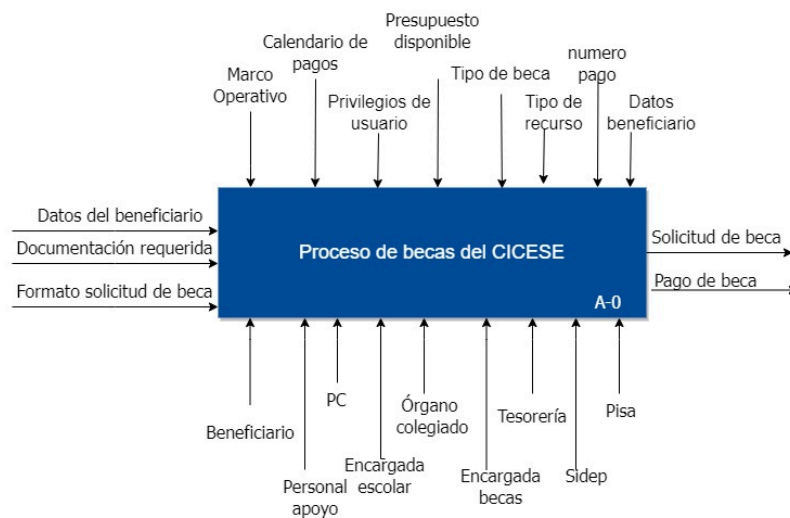 Presupuesto
disponible
Calendario de
pagos
numero
pago
Marco
Operativo
Tipo de beca
Privilegios de
usuario
Tipo de
recurso
Datos
beneficiario
Datos del beneficiario
Documentación requerida
Formato solicitud de beca
Proceso de becas del CICESE
A-0
Solicitud de beca
Pago de beca
Beneficiario
Personal
apoyo
PC
Encargada
escolar
Órgano
colegiado
Encargada
becas
Tesorería
Sidep
Pisa